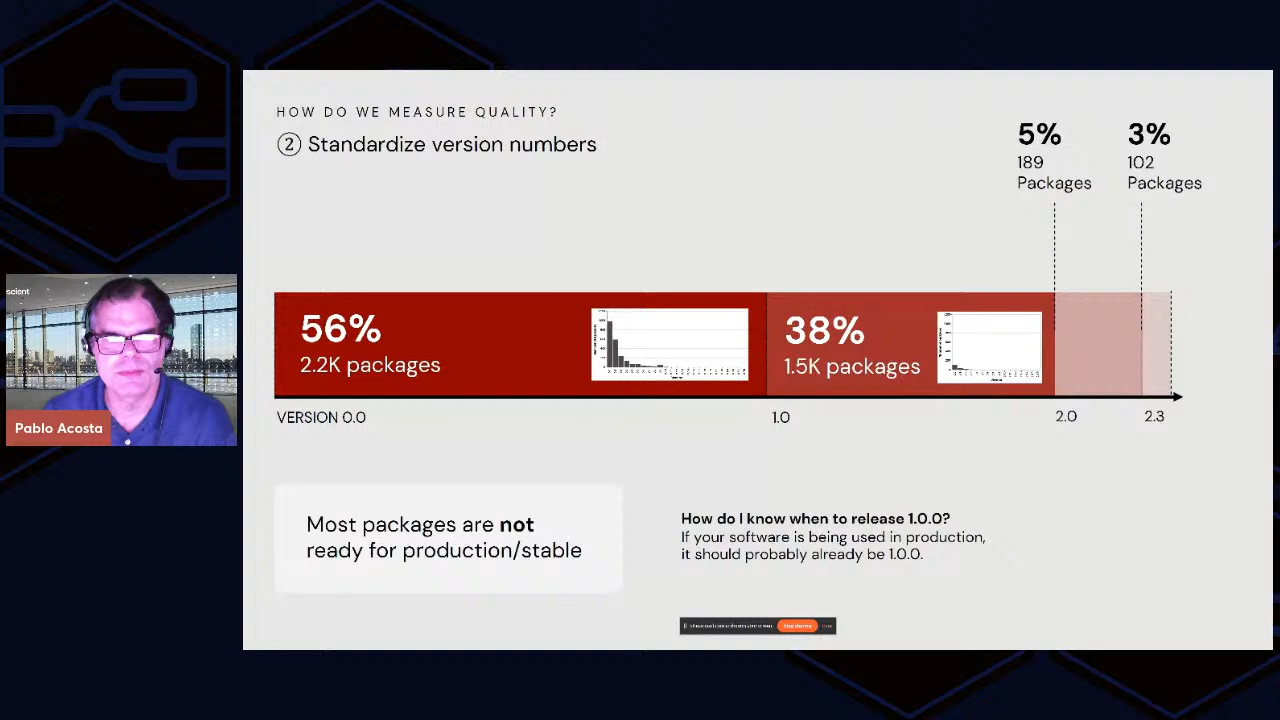 HOW DO WE MEASURE QUALITY?
② Standardize version numbers
5%
189
Packages
3%
102
Packages
56%
2.2K packages
38%
1.5K packages
VERSION 0.0
1.0
2.0
2.3
Most packages are not
ready for production/stable
How do I know when to release 1.0.0?
If your software is being used in production,
it should probably already be 1.0.0.
scient
Pablo Acosta